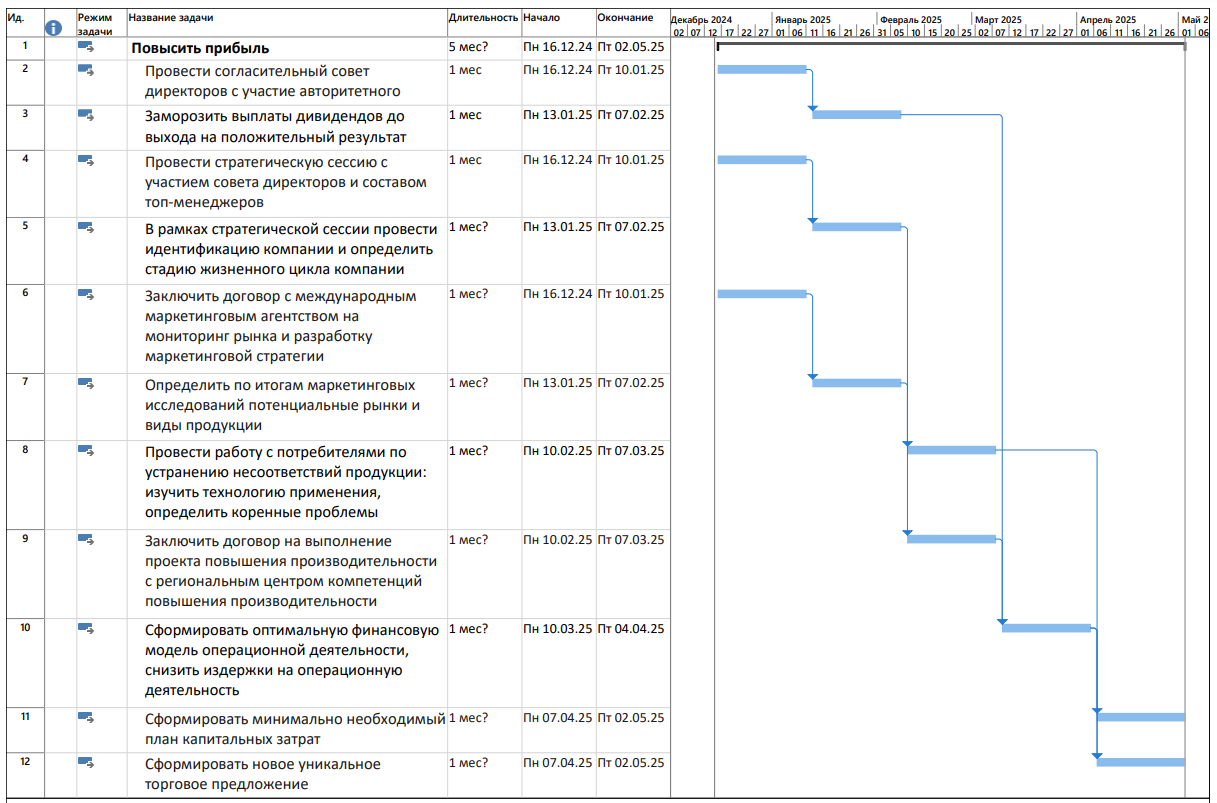 Ид. Режим задачи Название задачи Длительность Начало Окончание
Декабрь 2024 Январь 2025 Февраль 2025 Март 2025 Апрель 2025 Май 2
02 07 12 17 22 27 01 06 11 16 21 26 31 05 10 15 20 25 02 07 12 17 22 27 01 06 11 16 21 26 01 06
1 Повысить прибыль 5 мес? Пн 16.12.24 Пт 02.05.25
2 Провести согласительный совет 1 мес Пн 16.12.24 Пт 10.01.25
директоров с участие авторитетного
3 Заморозить выплаты дивидендов до 1 мес Пн 13.01.25 Пт 07.02.25
выхода на положительный результат
4 Провести стратегическую сессию с 1 мес Пн 16.12.24 Пт 10.01.25
участием совета директоров и составом
топ-менеджеров
5 В рамках стратегической сессии провести 1 мес? Пн 13.01.25 Пт 07.02.25
идентификацию компании и определить
стадию жизненного цикла компании
6 Заключить договор с международным 1 мес? Пн 16.12.24 Пт 10.01.25
маркетинговым агентством на
мониторинг рынка и разработку
маркетинговой стратегии
7 Определить по итогам маркетинговых 1 мес? Пн 13.01.25 Пт 07.02.25
исследований потенциальные рынки и
виды продукции
8 Провести работу с потребителями по 1 мес? Пн 10.02.25 Пт 07.03.25
устранению несоответствий продукции:
изучить технологию применения,
определить коренные проблемы
9 Заключить договор на выполнение 1 мес? Пн 10.02.25 Пт 07.03.25
проекта повышения производительности
с региональным центром компетенций
повышения производительности
10 Сформировать оптимальную финансовую 1 мес? Пн 10.03.25 Пт 04.04.25
модель операционной деятельности,
снизить издержки на операционную
деятельность
11 Сформировать минимально необходимый 1 мес? Пн 07.04.25 Пт 02.05.25
план капитальных затрат
12 Сформировать новое уникальное 1 мес? Пн 07.04.25 Пт 02.05.25
торговое предложение